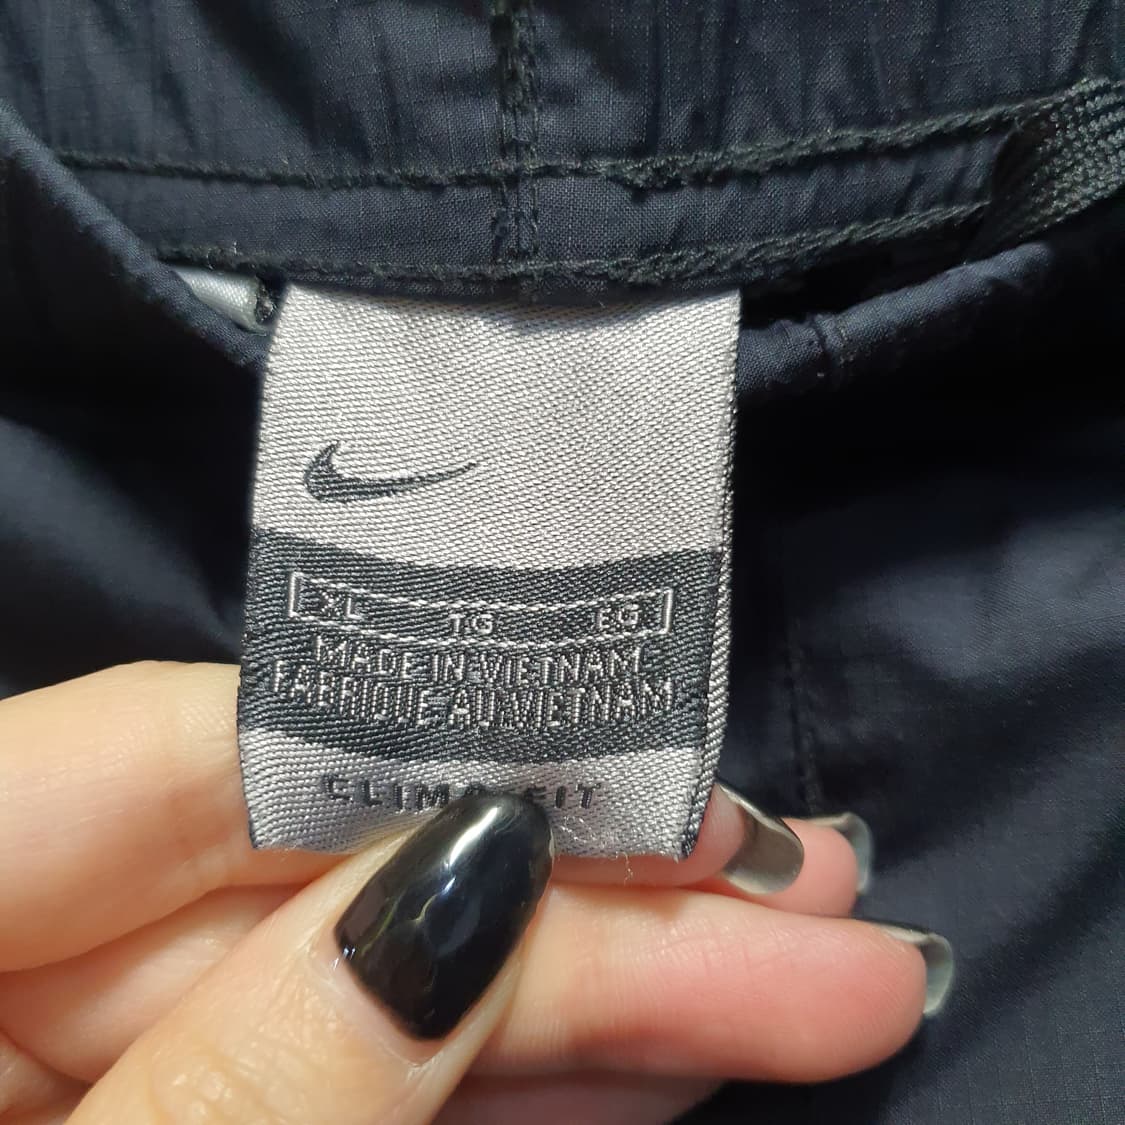 XL TG EG
MADE IN VIETNAM
FABRIQUE AU VIETNAM
CLIMA-FIT